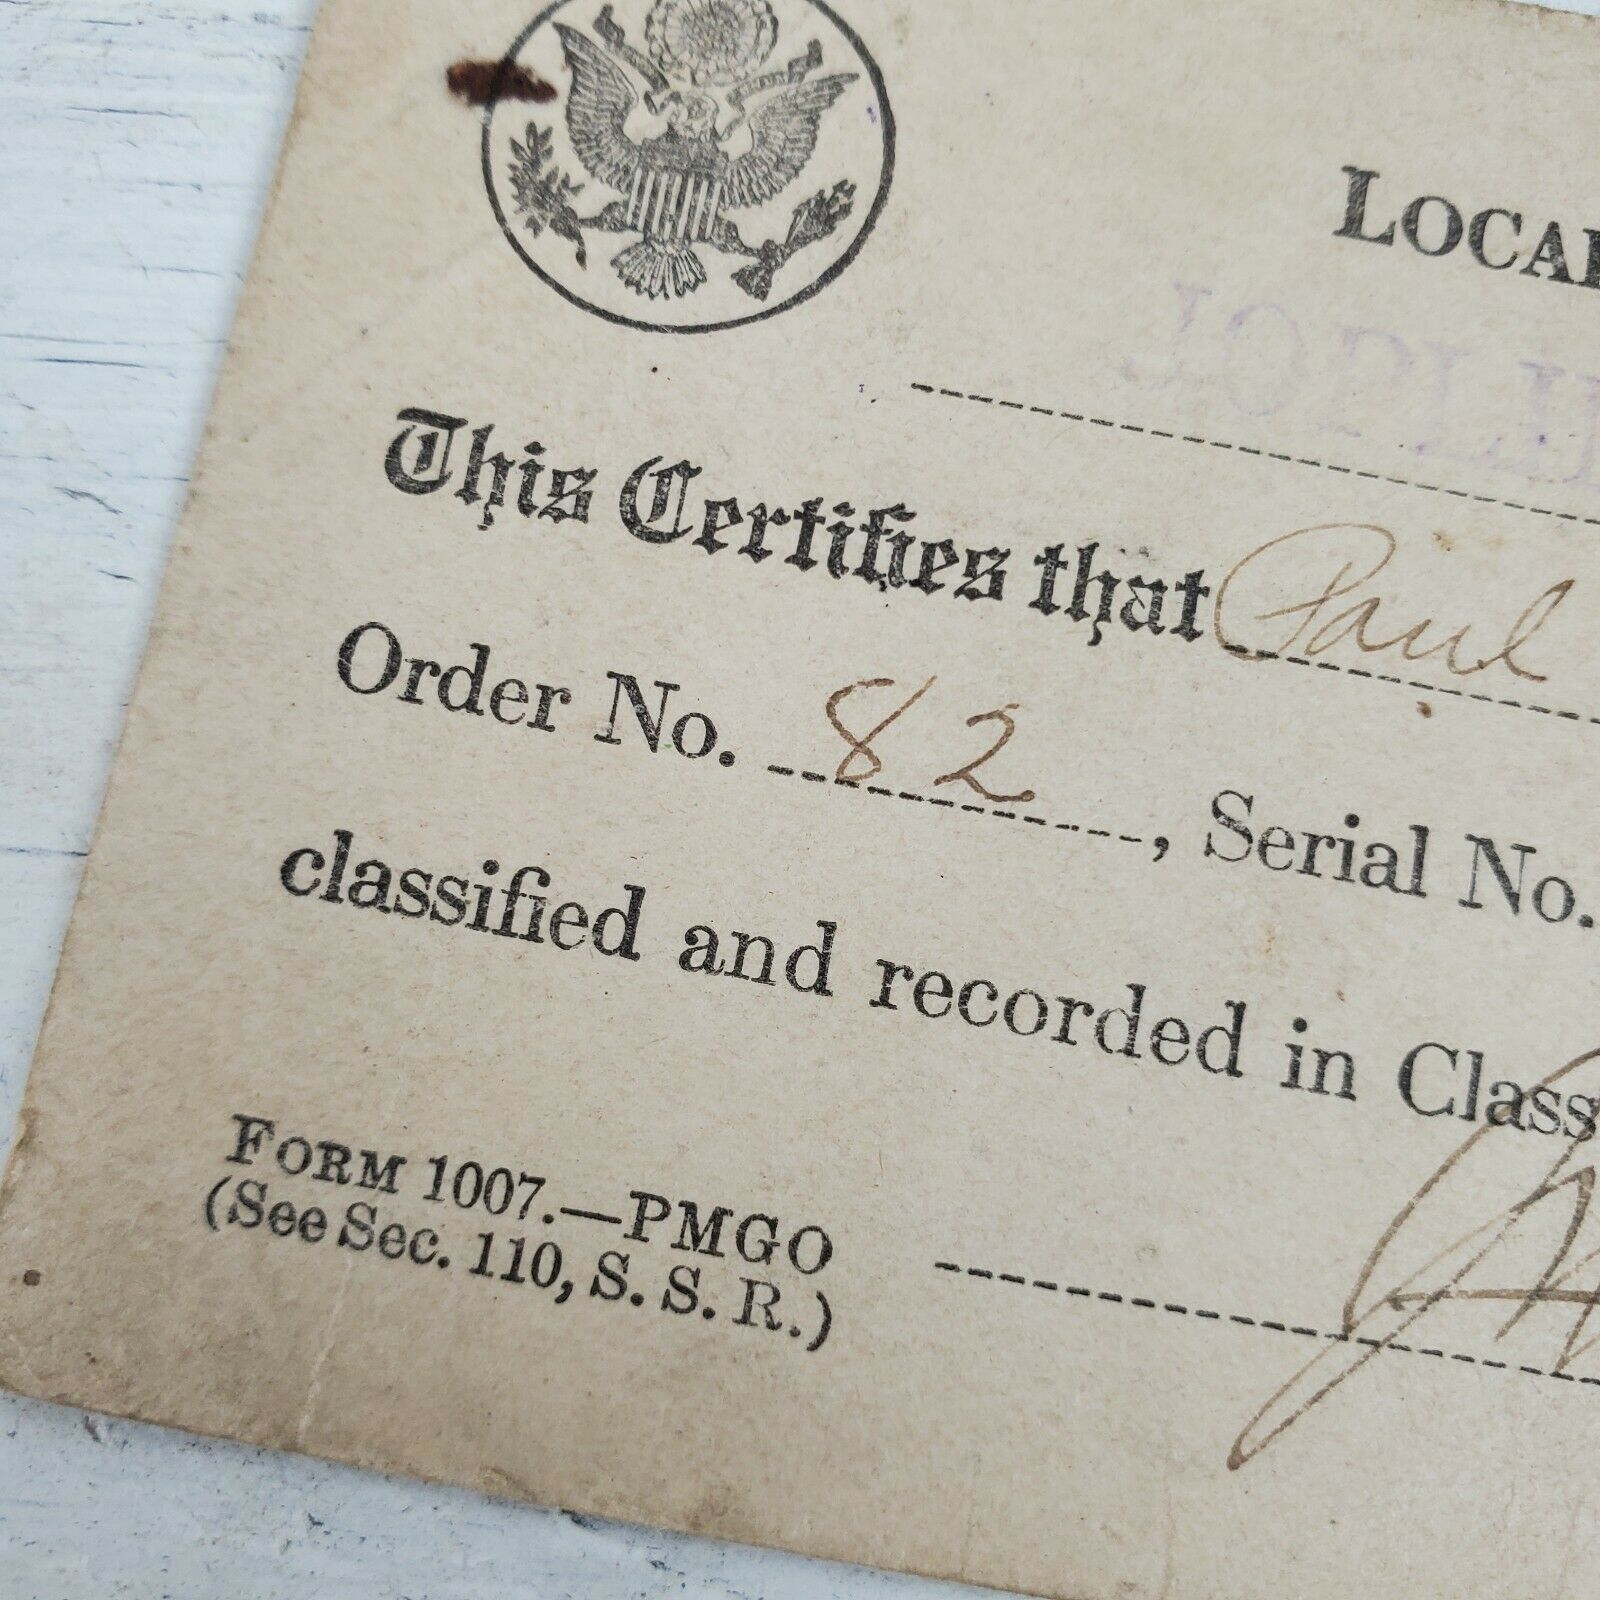 LOCAL
This Certifies that Paul
Order No. 82, Serial No.
classified and recorded in Class
FORM 1007.—PMGO
(See Sec. 110, S. S. R.)